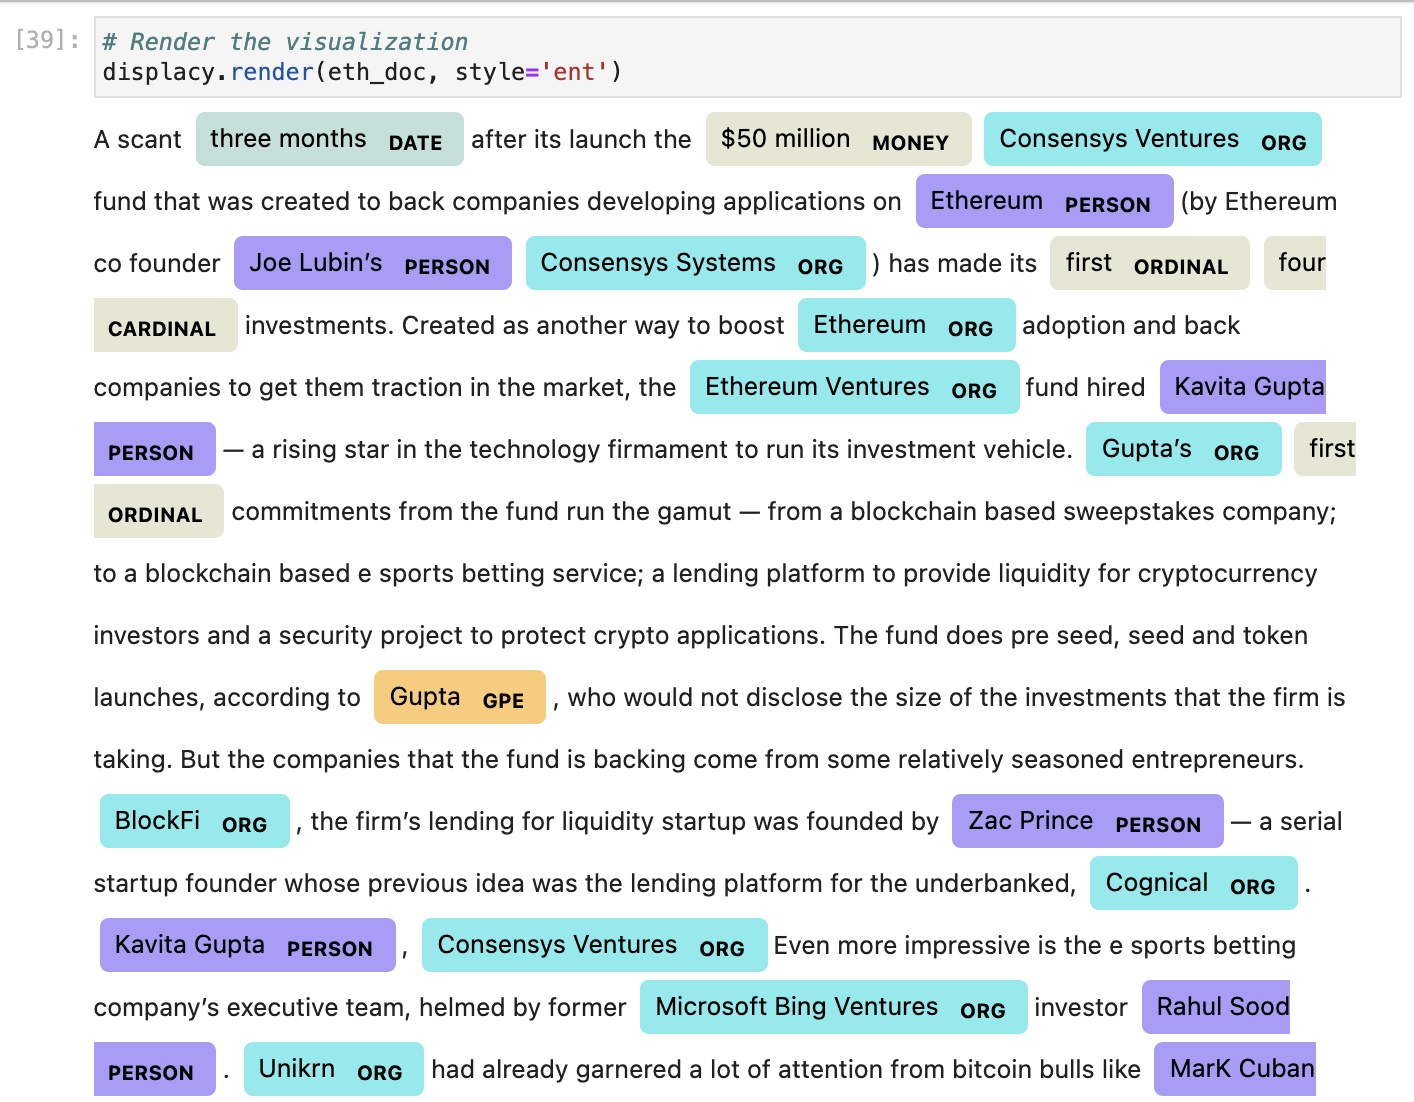 [39]: # Render the visualization
displacy.render(eth_doc, style='ent')
A scant three months DATE after its launch the $50 million MONEY Consensys Ventures ORG
fund that was created to back companies developing applications on Ethereum PERSON (by Ethereum
co founder Joe Lubin’s PERSON Consensys Systems ORG ) has made its first ORDINAL four
CARDINAL investments. Created as another way to boost Ethereum ORG adoption and back
companies to get them traction in the market, the Ethereum Ventures ORG fund hired Kavita Gupta
PERSON — a rising star in the technology firmament to run its investment vehicle. Gupta’s ORG first
ORDINAL commitments from the fund run the gamut — from a blockchain based sweepstakes company;
to a blockchain based e sports betting service; a lending platform to provide liquidity for cryptocurrency
investors and a security project to protect crypto applications. The fund does pre seed, seed and token
launches, according to Gupta GPE , who would not disclose the size of the investments that the firm is
taking. But the companies that the fund is backing come from some relatively seasoned entrepreneurs.
BlockFi ORG , the firm’s lending for liquidity startup was founded by Zac Prince PERSON — a serial
startup founder whose previous idea was the lending platform for the underbanked, Cognical ORG .
Kavita Gupta PERSON , Consensys Ventures ORG Even more impressive is the e sports betting
company’s executive team, helmed by former Microsoft Bing Ventures ORG investor Rahul Sood
PERSON . Unikrn ORG had already garnered a lot of attention from bitcoin bulls like MarK Cuban